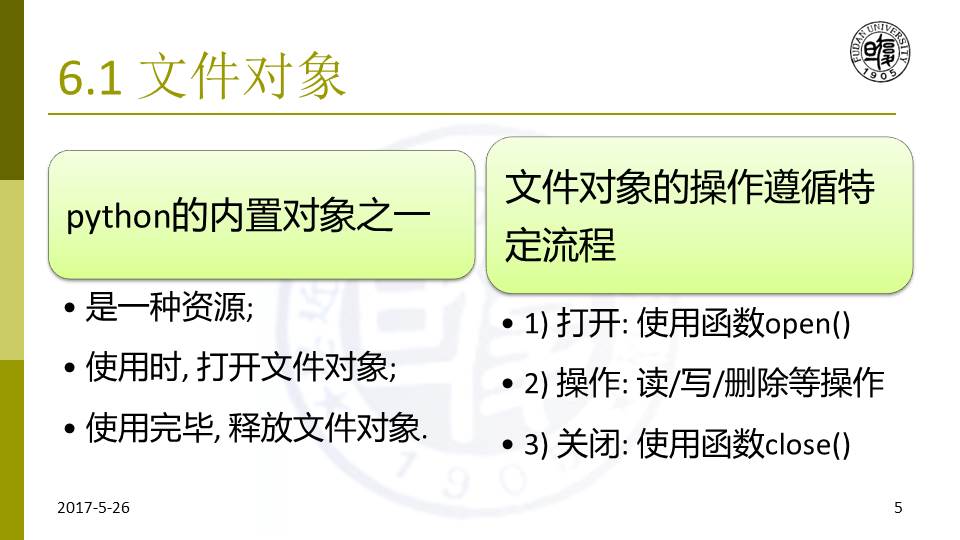 6.1 文件对象
FUDAN UNIVERSITY
1905
python的内置对象之一
• 是一种资源;
• 使用时, 打开文件对象;
• 使用完毕, 释放文件对象.
文件对象的操作遵循特
定流程
• 1) 打开: 使用函数open()
• 2) 操作: 读/写/删除等操作
• 3) 关闭: 使用函数close()
2017-5-26
5